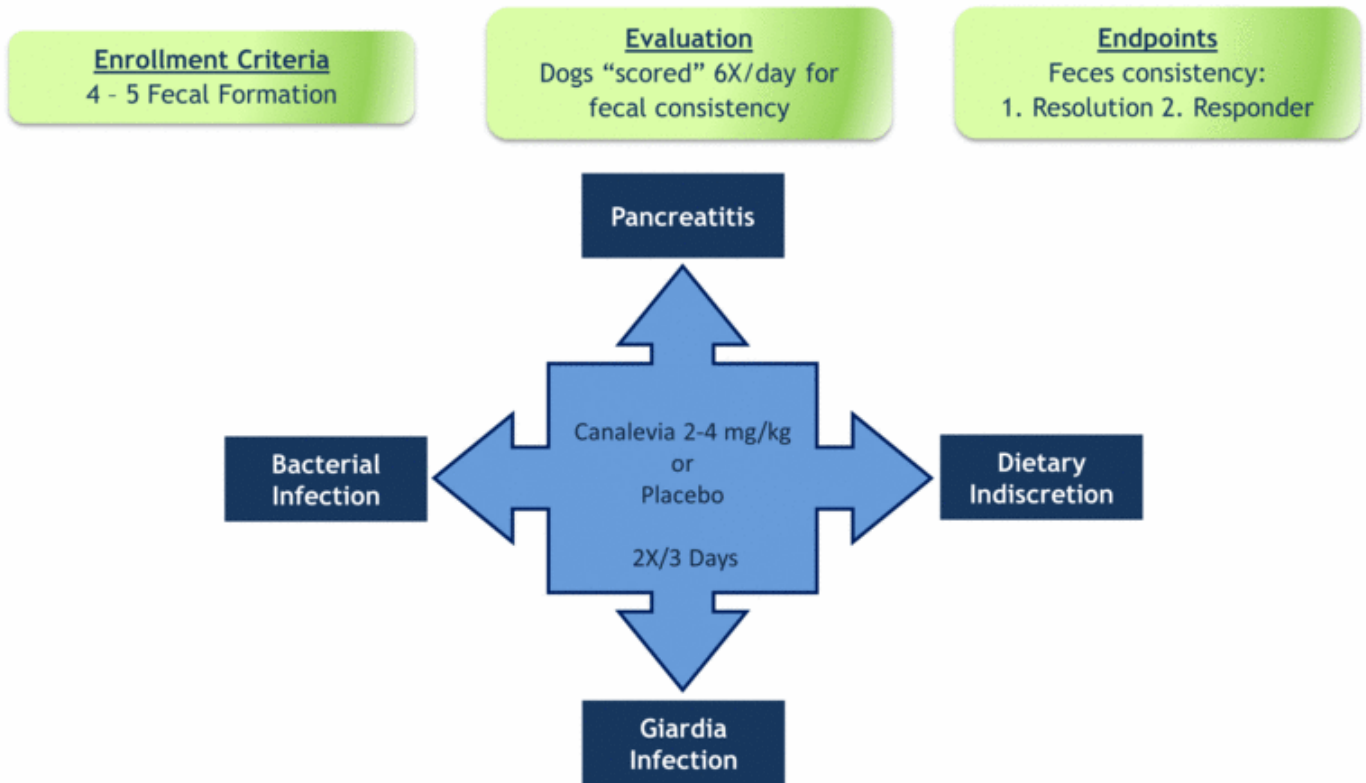 Enrollment Criteria
4 - 5 Fecal Formation
Evaluation
Dogs “scored” 6X/day for
fecal consistency
Endpoints
Feces consistency:
1. Resolution 2. Responder
Pancreatitis
Bacterial
Infection
Canalevia 2-4 mg/kg
or
Placebo
2X/3 Days
Dietary
Indiscretion
Giardia
Infection